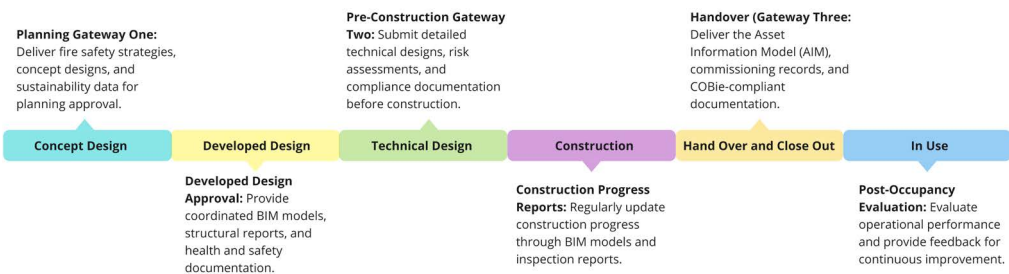 Planning Gateway One:
Deliver fire safety strategies,
concept designs, and
sustainability data for
planning approval.
Pre-Construction Gateway
Two: Submit detailed
technical designs, risk
assessments, and
compliance documentation
before construction.
Handover (Gateway Three:
Deliver the Asset
Information Model (AIM),
commissioning records, and
COBie-compliant
documentation.
Concept Design
Developed Design
Technical Design
Construction
Hand Over and Close Out
In Use
Developed Design
Approval: Provide
coordinated BIM models,
structural reports, and
health and safety
documentation.
Construction Progress
Reports: Regularly update
construction progress
through BIM models and
inspection reports.
Post-Occupancy
Evaluation: Evaluate
operational performance
and provide feedback for
continuous improvement.